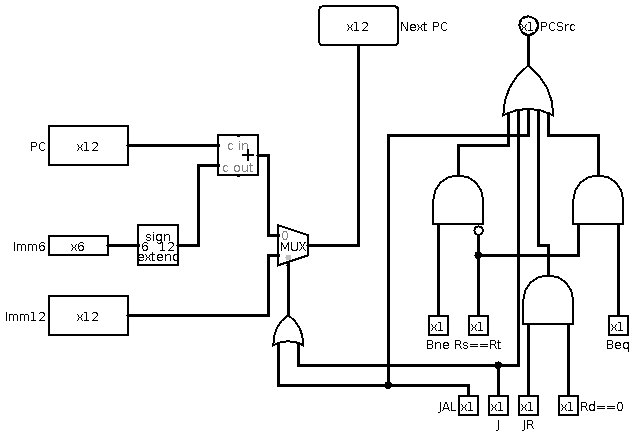 x12 Next PC
x1 PCSrc
PC x12
c in
+
c out
Imm6 x6
sign
6 12
extend
0
MUX
Imm12 x12
x1 x1 x1
Bne Rs==Rt Beq
JAL x1 x1 x1 x1 Rd==0
J JR